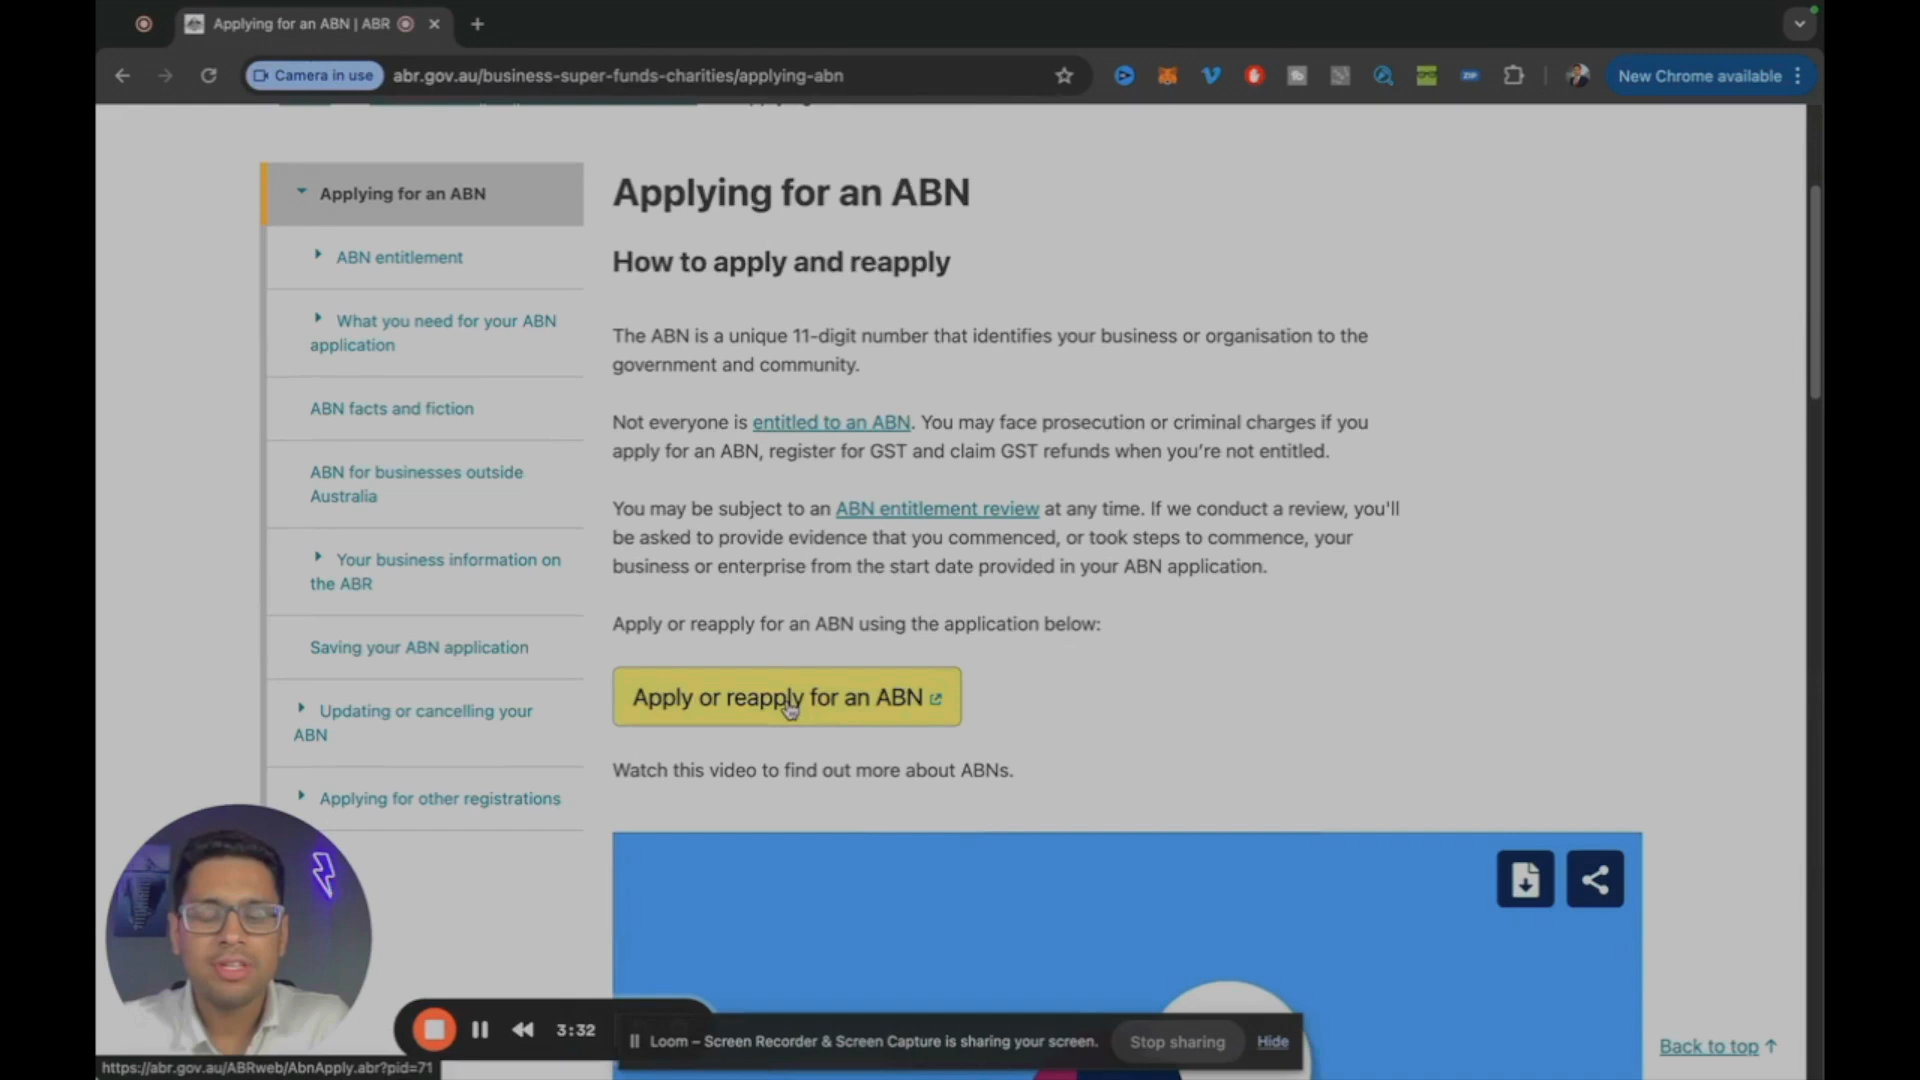 Applying for an ABN | ABR
Camera in use
abr.gov.au/business-super-funds-charities/applying-abn
ZIP
New Chrome available
Applying for an ABN
ABN entitlement
What you need for your ABN
application
ABN facts and fiction
ABN for businesses outside
Australia
Your business information on
the ABR
Saving your ABN application
Updating or cancelling your
ABN
Applying for other registrations
Applying for an ABN
How to apply and reapply
The ABN is a unique 11-digit number that identifies your business or organisation to the
government and community.
Not everyone is entitled to an ABN. You may face prosecution or criminal charges if you
apply for an ABN, register for GST and claim GST refunds when you're not entitled.
You may be subject to an ABN entitlement review at any time. If we conduct a review, you'll
be asked to provide evidence that you commenced, or took steps to commence, your
business or enterprise from the start date provided in your ABN application.
Apply or reapply for an ABN using the application below:
Apply or reapply for an ABN
Watch this video to find out more about ABNs.
3:32
Loom – Screen Recorder & Screen Capture is sharing your screen.
Stop sharing
Hide
Back to top
https://abr.gov.au/ABRweb/AbnApply.abr?pid=71